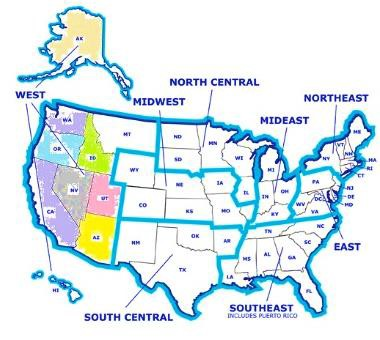 AK
WEST
NORTH CENTRAL
MIDWEST
NORTHEAST
MIDEAST
WA
MT
ND
MN
ME
VT
NH
OR
ID
SD
WI
NY
MA
RI
CT
WY
MI
PA
NV
UT
NE
IA
IL
IN
OH
NJ
DE
MD
DC
CA
CO
KS
MO
KY
WV
VA
AZ
NM
OK
AR
TN
NC
EAST
SC
TX
MS
AL
GA
LA
FL
HI
SOUTH CENTRAL
SOUTHEAST
INCLUDES PUERTO RICO